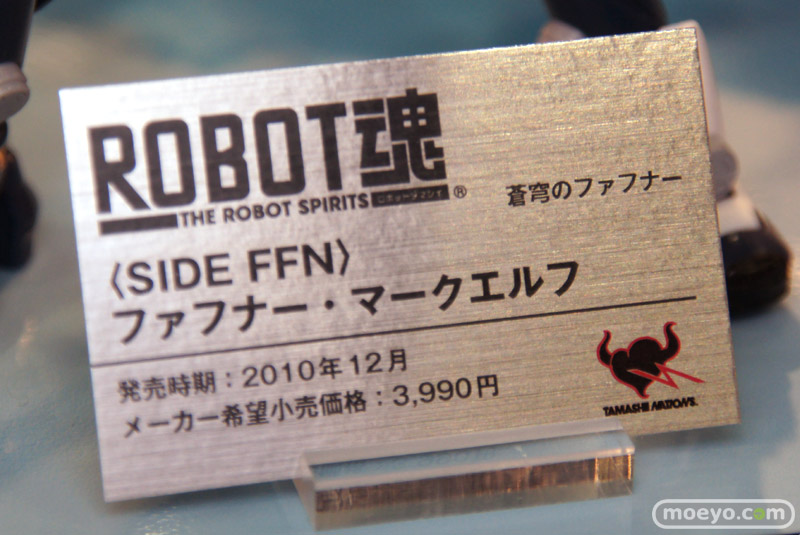 ROBOT魂
THE ROBOT SPIRITS ロボットダマシイ ®
蒼穹のファフナー
〈SIDE FFN〉
ファフナー・マークエルフ
発売時期：2010年12月
メーカー希望小売価格：3,990円
TAMASHII NATIONS
moeyo.com